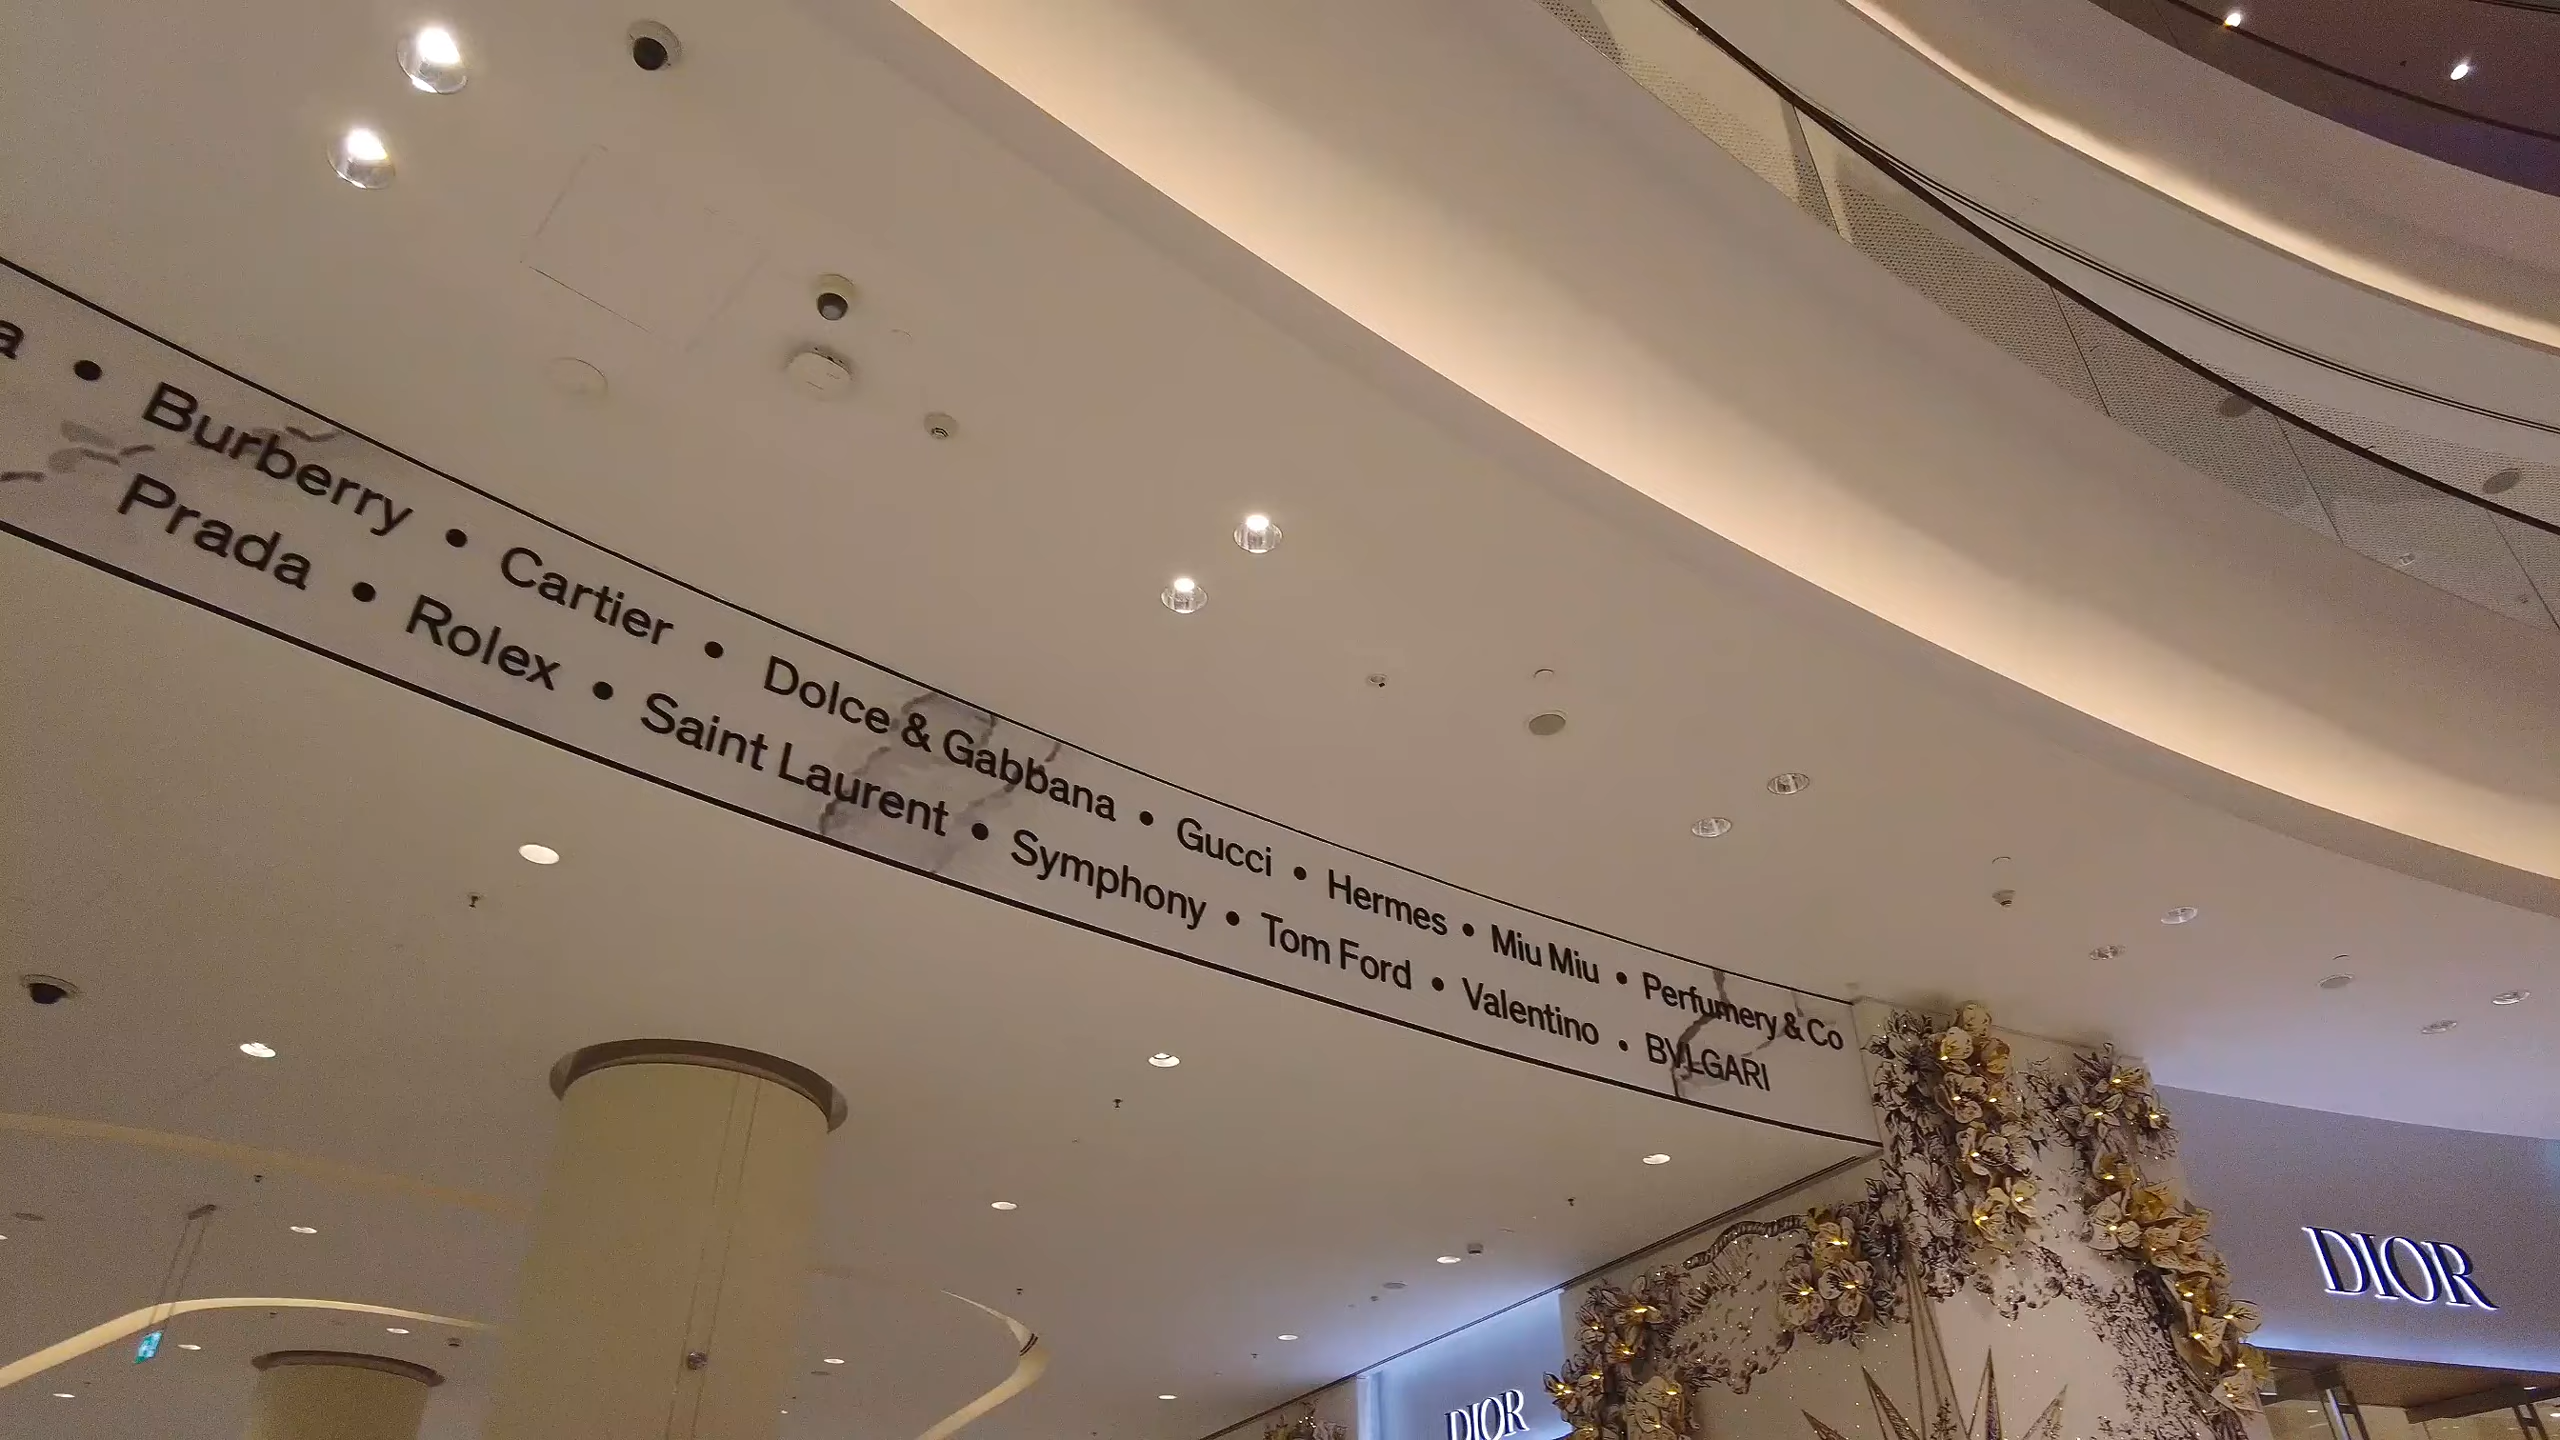 a • Burberry • Cartier • Dolce & Gabbana • Gucci • Hermes • Miu Miu • Perfumery & Co
Prada • Rolex • Saint Laurent • Symphony • Tom Ford • Valentino • BVLGARI
DIOR
DIOR